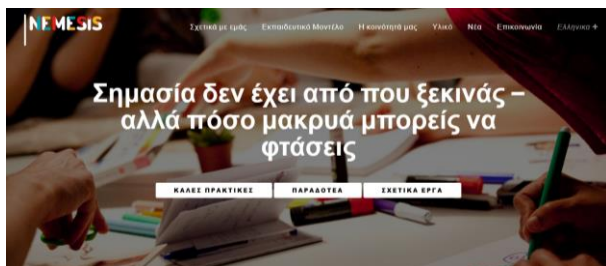 NEMESIS
Σχετικά με εμάς Εκπαιδευτικό Μοντέλο Η κοινότητά μας Υλικό Νέα Επικοινωνία Ελληνικα +
Σημασία δεν έχει από που ξεκινάς –
αλλά πόσο μακρυά μπορείς να
φτάσεις
ΚΑΛΕΣ ΠΡΑΚΤΙΚΕΣ ΠΑΡΑΔΟΤΕΑ ΣΧΕΤΙΚΑ ΕΡΓΑ